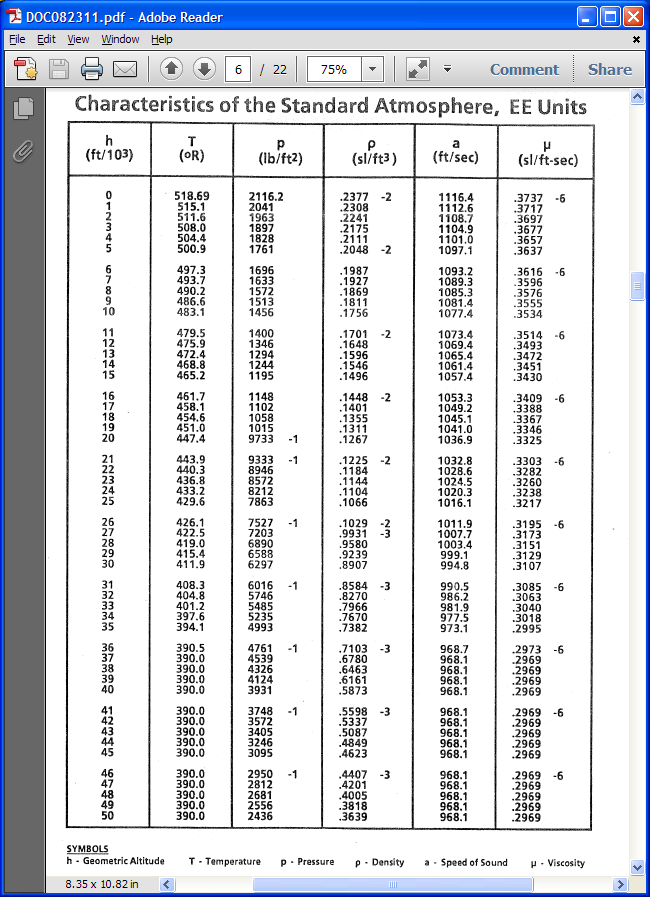 DOC082311.pdf - Adobe Reader
File Edit View Window Help
6 / 22 75% Comment Share
Characteristics of the Standard Atmosphere, EE Units
h T p ρ a μ
(ft/10³) (°R) (lb/ft2) (sl/ft3) (ft/sec) (sl/ft-sec)
0 518.69 2116.2 .2377 -2 1116.4 .3737 -6
1 515.1 2041 .2308 1112.6 .3717
2 511.6 1963 .2241 1108.7 .3697
3 508.0 1897 .2175 1104.9 .3677
4 504.4 1828 .2111 1101.0 .3657
5 500.9 1761 .2048 -2 1097.1 .3637
6 497.3 1696 .1987 1093.2 .3616 -6
7 493.7 1633 .1927 1089.3 .3596
8 490.2 1572 .1869 1085.3 .3576
9 486.6 1513 .1811 1081.4 .3555
10 483.1 1456 .1756 1077.4 .3534
11 479.5 1400 .1701 -2 1073.4 .3514 -6
12 475.9 1346 .1648 1069.4 .3493
13 472.4 1294 .1596 1065.4 .3472
14 468.8 1244 .1546 1061.4 .3451
15 465.2 1195 .1496 1057.4 .3430
16 461.7 1148 .1448 -2 1053.3 .3409 -6
17 458.1 1102 .1401 1049.2 .3388
18 454.6 1058 .1355 1045.1 .3367
19 451.0 1015 .1311 1041.0 .3346
20 447.4 9733 -1 .1267 1036.9 .3325
21 443.9 9333 -1 .1225 -2 1032.8 .3303 -6
22 440.3 8946 .1184 1028.6 .3282
23 436.8 8572 .1144 1024.5 .3260
24 433.2 8212 .1104 1020.3 .3238
25 429.6 7863 .1066 1016.1 .3217
26 426.1 7527 -1 .1029 -2 1011.9 .3195 -6
27 422.5 7203 .9931 -3 1007.7 .3173
28 419.0 6890 .9580 1003.4 .3151
29 415.4 6588 .9239 999.1 .3129
30 411.9 6297 .8907 994.8 .3107
31 408.3 6016 -1 .8584 -3 990.5 .3085 -6
32 404.8 5746 .8270 986.2 .3063
33 401.2 5485 .7966 981.9 .3040
34 397.6 5235 .7670 977.5 .3018
35 394.1 4993 .7382 973.1 .2995
36 390.5 4761 -1 .7103 -3 968.7 .2973 -6
37 390.0 4539 .6780 968.1 .2969
38 390.0 4326 .6463 968.1 .2969
39 390.0 4124 .6161 968.1 .2969
40 390.0 3931 .5873 968.1 .2969
41 390.0 3748 -1 .5598 -3 968.1 .2969 -6
42 390.0 3572 .5337 968.1 .2969
43 390.0 3405 .5087 968.1 .2969
44 390.0 3246 .4849 968.1 .2969
45 390.0 3095 .4623 968.1 .2969
46 390.0 2950 -1 .4407 -3 968.1 .2969 -6
47 390.0 2812 .4201 968.1 .2969
48 390.0 2681 .4005 968.1 .2969
49 390.0 2556 .3818 968.1 .2969
50 390.0 2436 .3639 968.1 .2969
SYMBOLS
h - Geometric Altitude T - Temperature p - Pressure ρ - Density a - Speed of Sound μ - Viscosity
8.35 x 10.82 in